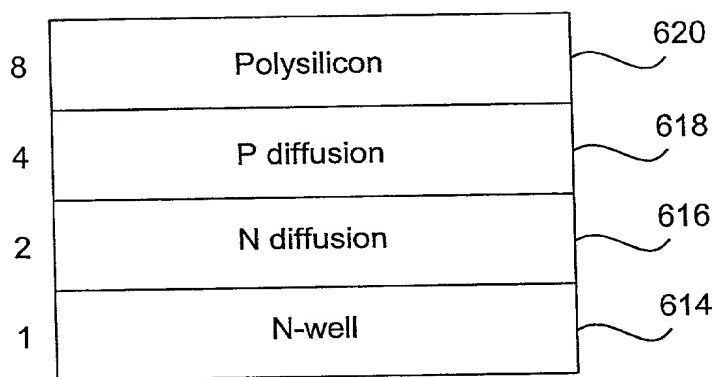 8 Polysilicon 620
4 P diffusion 618
2 N diffusion 616
1 N-well 614